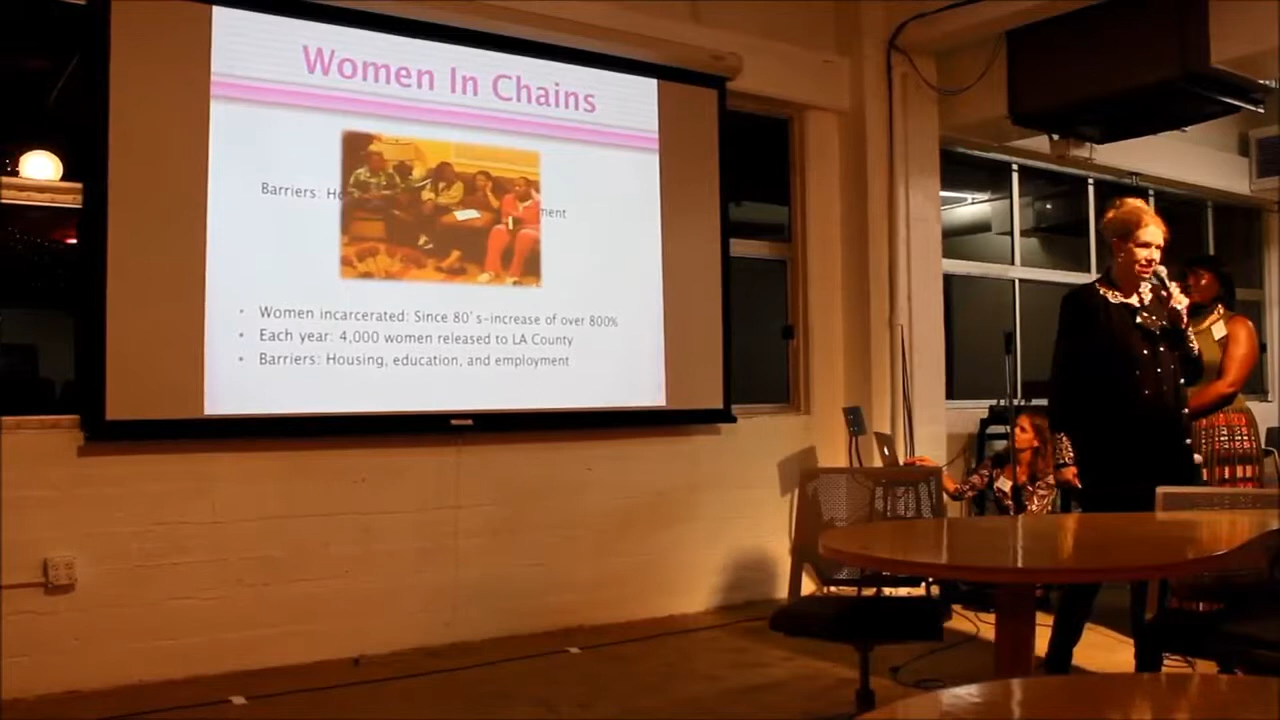 Women In Chains
Barriers: Ho
ment
• Women incarcerated: Since 80's-increase of over 800%
• Each year: 4,000 women released to LA County
• Barriers: Housing, education, and employment